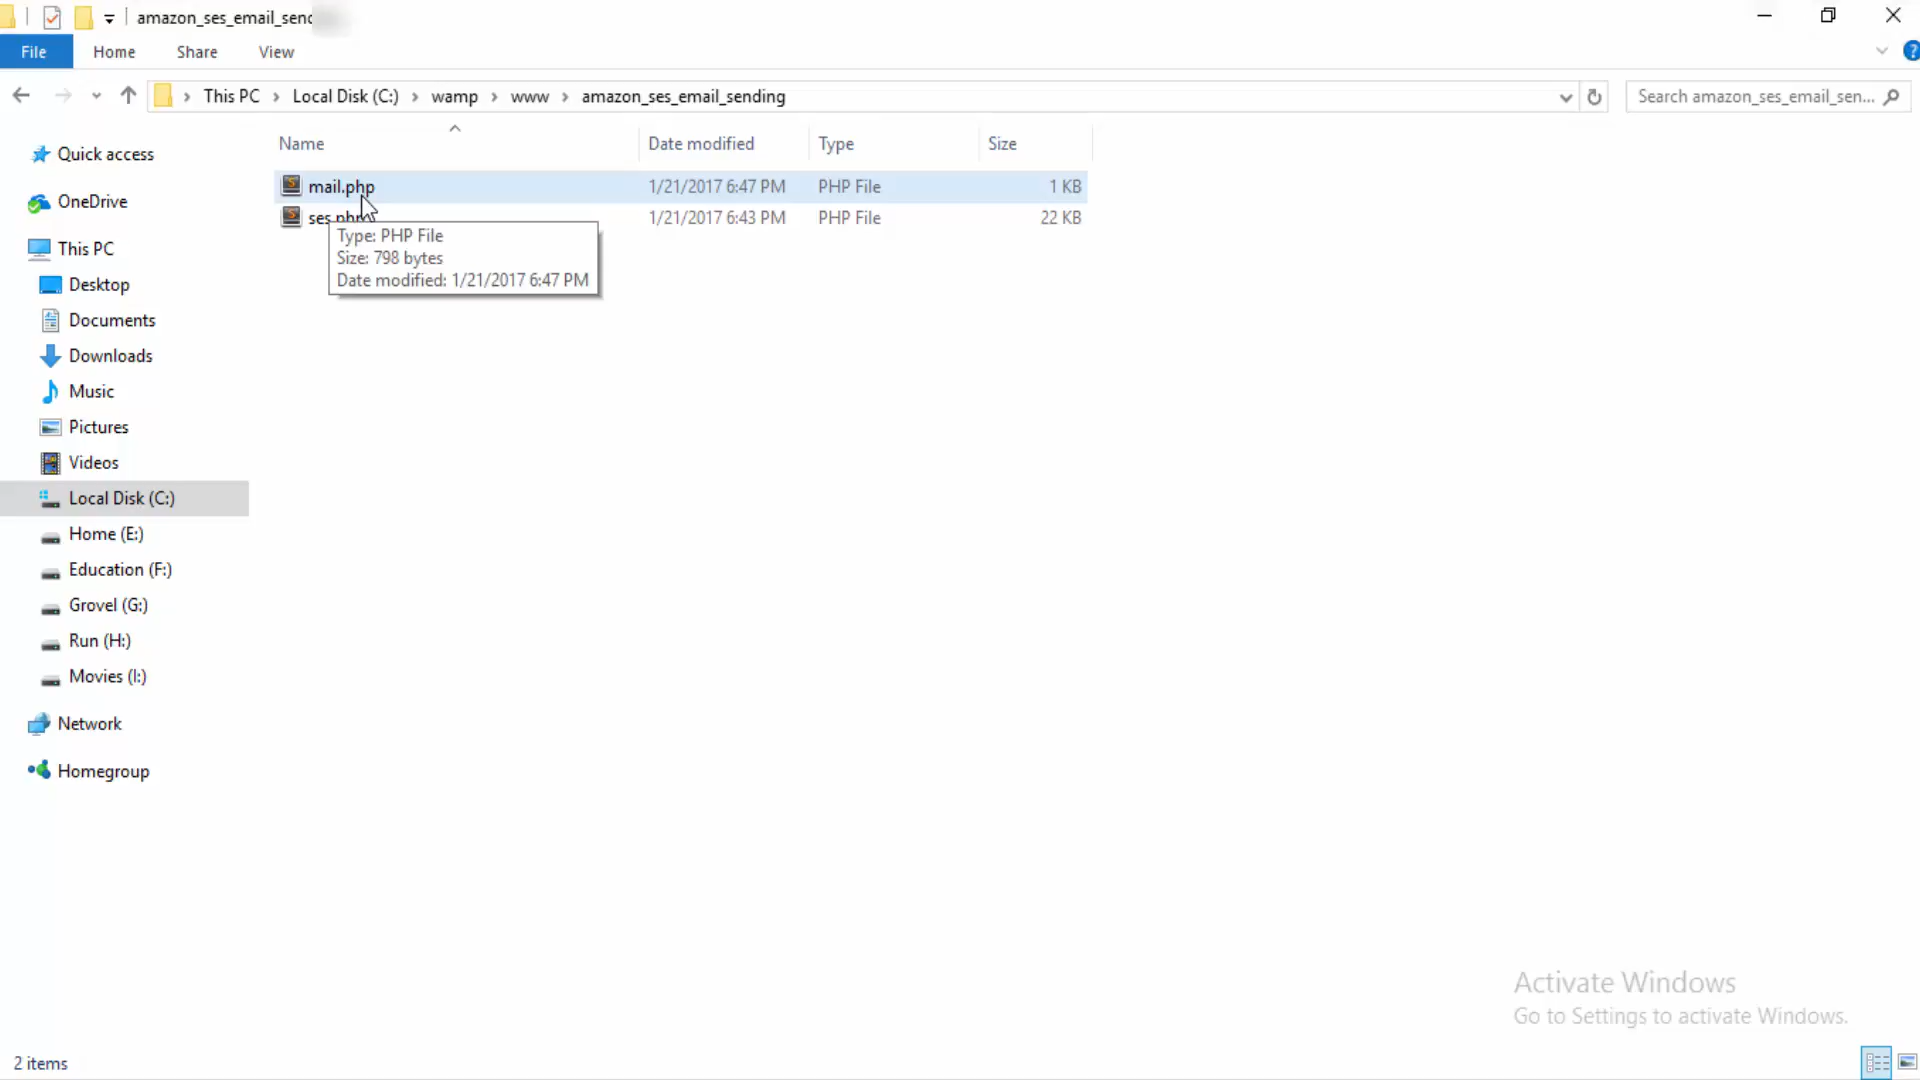 amazon_ses_email_send
File Home Share View
This PC Local Disk (C:) wamp www amazon_ses_email_sending
Search amazon_ses_email_sen...
Name Date modified Type Size
mail.php 1/21/2017 6:47 PM PHP File 1 KB
ses.php 1/21/2017 6:43 PM PHP File 22 KB
Type: PHP File
Size: 798 bytes
Date modified: 1/21/2017 6:47 PM
Quick access
OneDrive
This PC
Desktop
Documents
Downloads
Music
Pictures
Videos
Local Disk (C:)
Home (E:)
Education (F:)
Grovel (G:)
Run (H:)
Movies (I:)
Network
Homegroup
Activate Windows
Go to Settings to activate Windows.
2 items